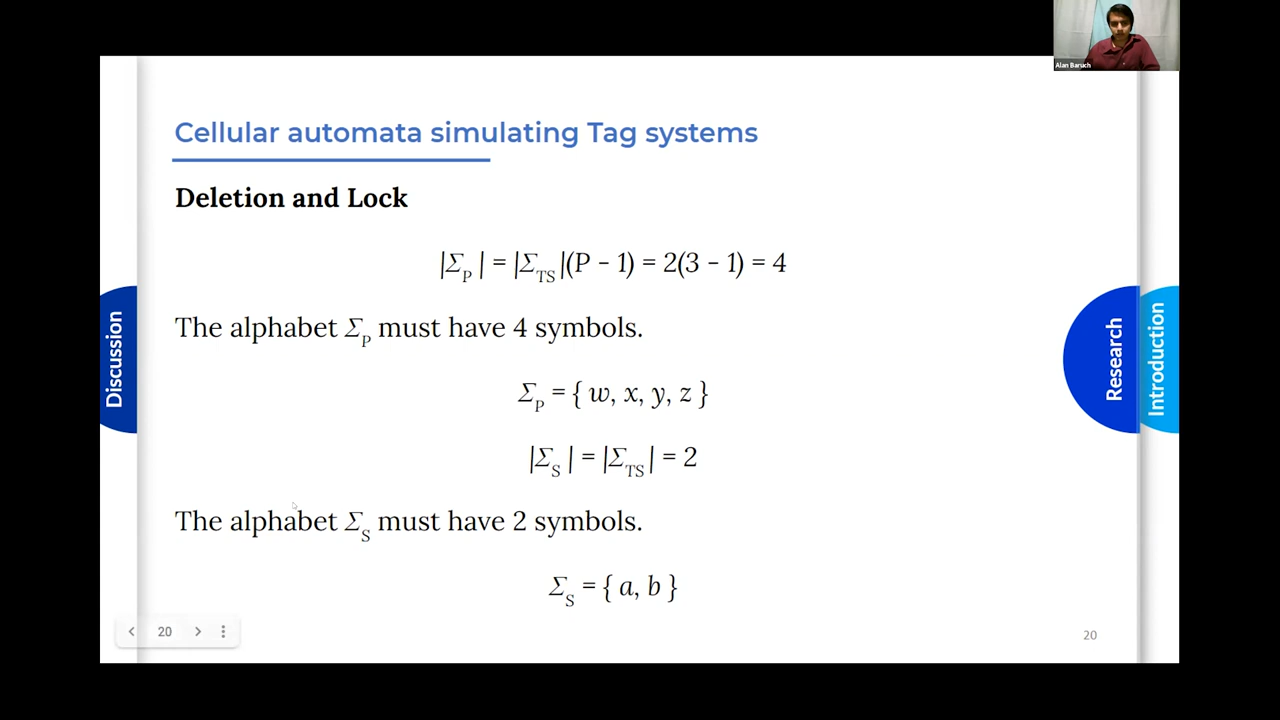 Alan Baruch
Cellular automata simulating Tag systems
Deletion and Lock
|Σ_P| = |Σ_TS|(P - 1) = 2(3 - 1) = 4
The alphabet Σ_P must have 4 symbols.
Σ_P = { w, x, y, z }
|Σ_S| = |Σ_TS| = 2
The alphabet Σ_S must have 2 symbols.
Σ_S = { a, b }
Discussion
Research
Introduction
20
20